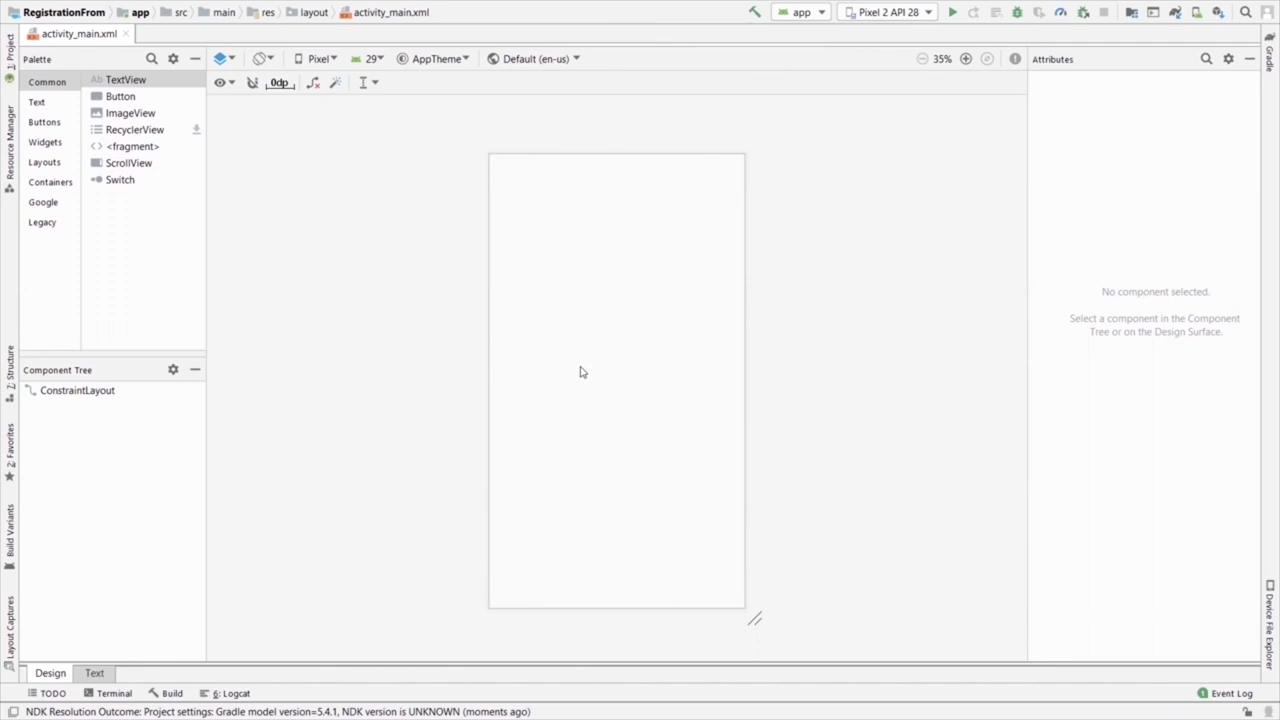 RegistrationFrom app src main res layout activity_main.xml app Pixel 2 API 28
activity_main.xml
Palette Pixel 29 AppTheme Default (en-us) 35% Attributes
Common Ab TextView 0dp
Button
Text ImageView
Buttons RecyclerView
Widgets <fragment>
Layouts ScrollView
Containers Switch
Google
Legacy
No component selected.
Select a component in the Component
Tree or on the Design Surface.
Component Tree
ConstraintLayout
1: Project
Resource Manager
7: Structure
2: Favorites
Build Variants
Layout Captures
Gradle
Device File Explorer
Design Text
TODO Terminal Build 6: Logcat 1 Event Log
NDK Resolution Outcome: Project settings: Gradle model version=5.4.1, NDK version is UNKNOWN (moments ago)